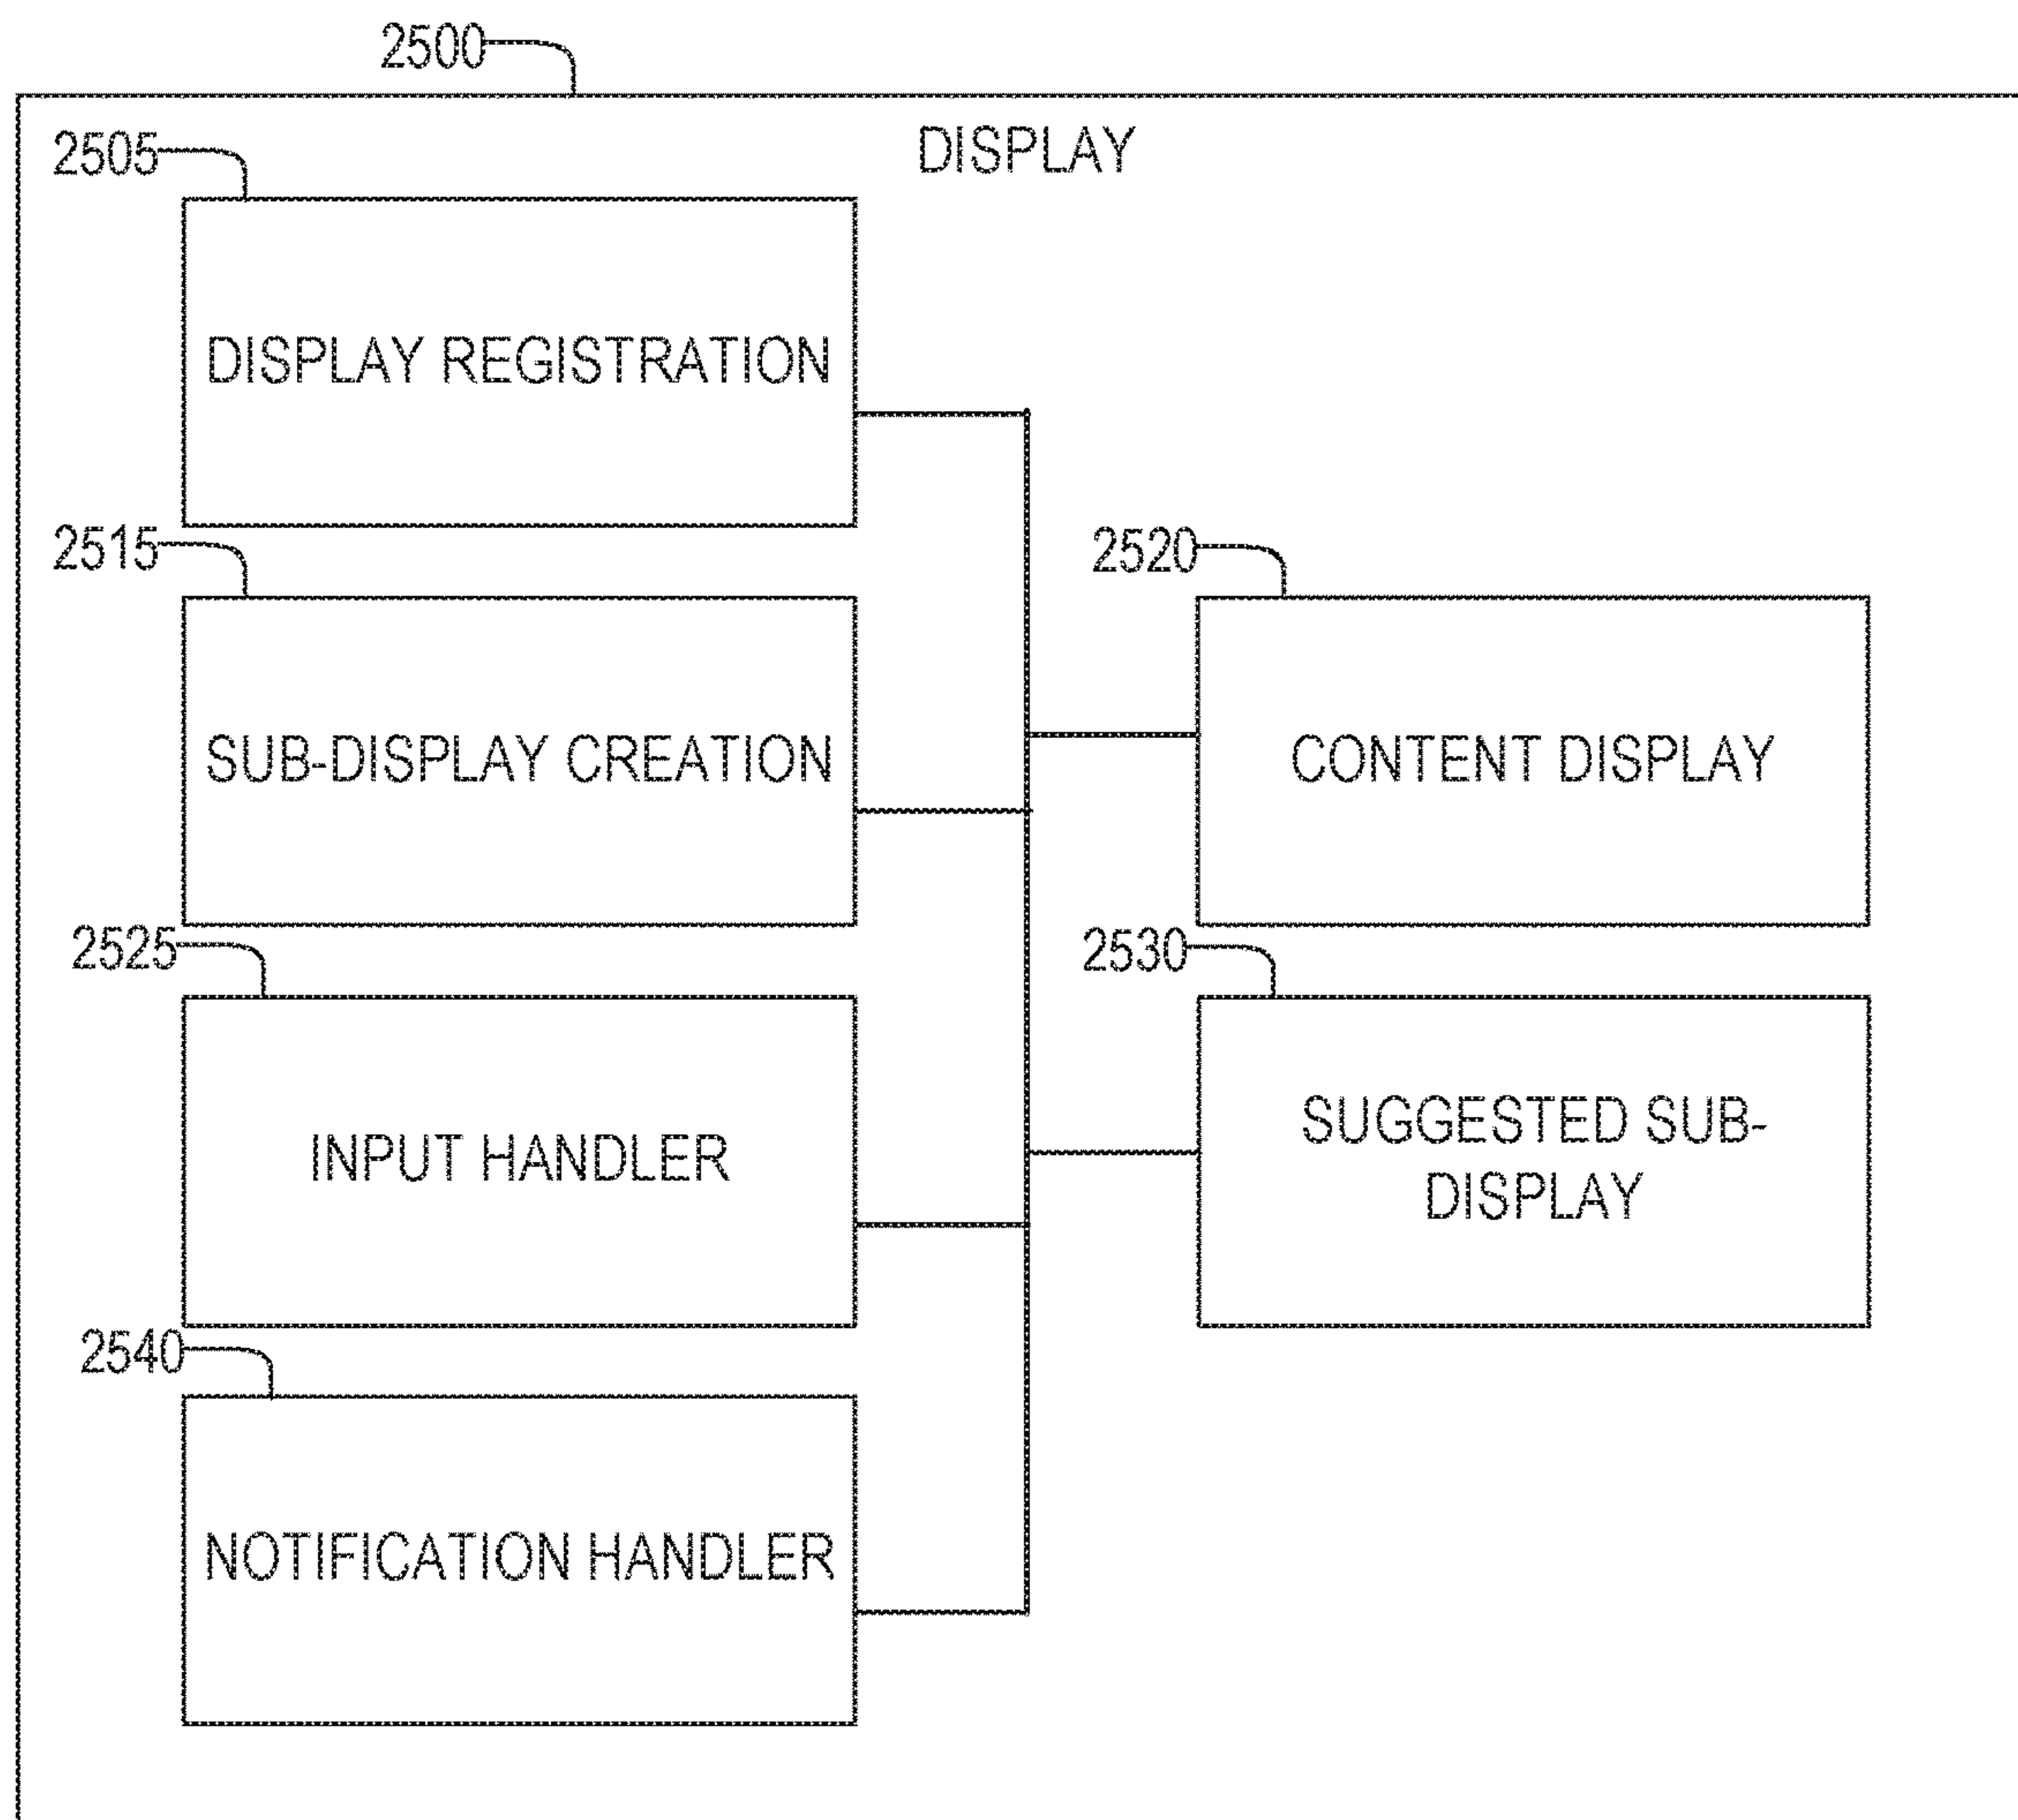 2500
DISPLAY
2505
DISPLAY REGISTRATION
2515
SUB-DISPLAY CREATION
2520
CONTENT DISPLAY
2525
INPUT HANDLER
2530
SUGGESTED SUB-
DISPLAY
2540
NOTIFICATION HANDLER